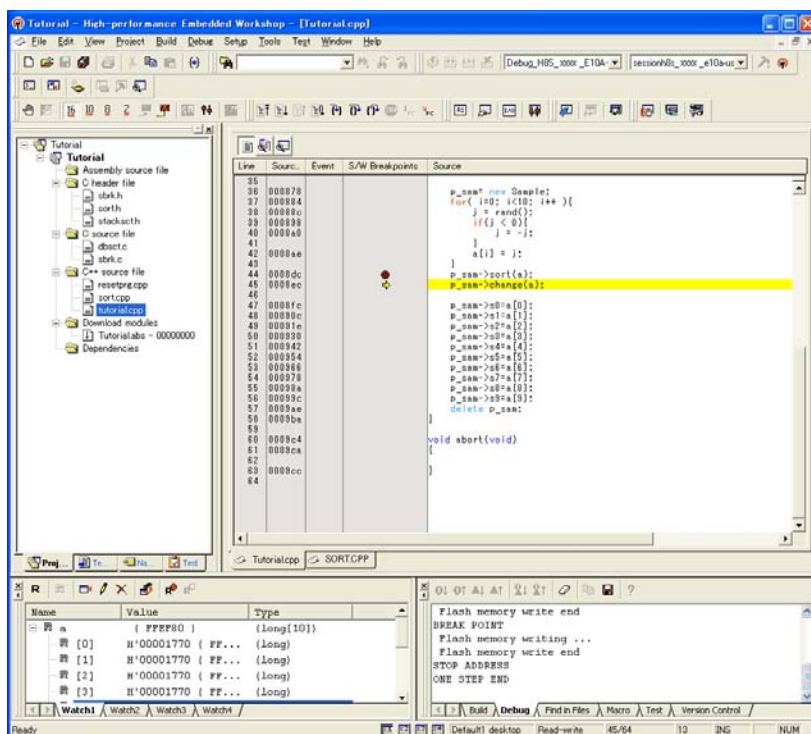 Tutorial - High-performance Embedded Workshop - [Tutorial.cpp]
File Edit View Project Build Debug Setup Tools Test Window Help
Debug_H8S_xxxx_E10A- sessionh8s_xxxx_e10a-us
Tutorial
Tutorial
Assembly source file
C header file
sbrk.h
sort.h
stacksct.h
C source file
dbsct.c
sbrk.c
C++ source file
resetprg.cpp
sort.cpp
tutorial.cpp
Download modules
Tutorial.abs - 00000000
Dependencies
Proj... Te... Na... Test
Line Sourc... Event S/W Breakpoints Source
35
36 000878 p_sam= new Sample;
37 000884 for( i=0; i<10; i++ ){
38 00088c j = rand();
39 000898 if(j < 0){
40 0008a0 j = -j;
41 }
42 0008ae a[i] = j;
43 }
44 0008dc p_sam->sort(a);
45 0008ec p_sam->change(a);
46
47 0008fc p_sam->s0=a[0];
48 00090c p_sam->s1=a[1];
49 00091e p_sam->s2=a[2];
50 000930 p_sam->s3=a[3];
51 000942 p_sam->s4=a[4];
52 000954 p_sam->s5=a[5];
53 000966 p_sam->s6=a[6];
54 000978 p_sam->s7=a[7];
55 00098a p_sam->s8=a[8];
56 00099c p_sam->s9=a[9];
57 0009ae delete p_sam;
58 0009ba }
59
60 0009c4 void abort(void)
61 0009ca {
62
63 0009cc }
64
Tutorial.cpp SORT.CPP
Name Value Type
a { FFEF80 } (long[10])
[0] H'00001770 { FF... (long)
[1] H'00001770 { FF... (long)
[2] H'00001770 { FF... (long)
[3] H'00001770 { FF... (long)
Watch1 Watch2 Watch3 Watch4
Flash memory write end
BREAK POINT
Flash memory writing ...
Flash memory write end
STOP ADDRESS
ONE STEP END
Build Debug Find in Files Macro Test Version Control
Ready Default1 desktop Read-write 45/64 13 INS NUM